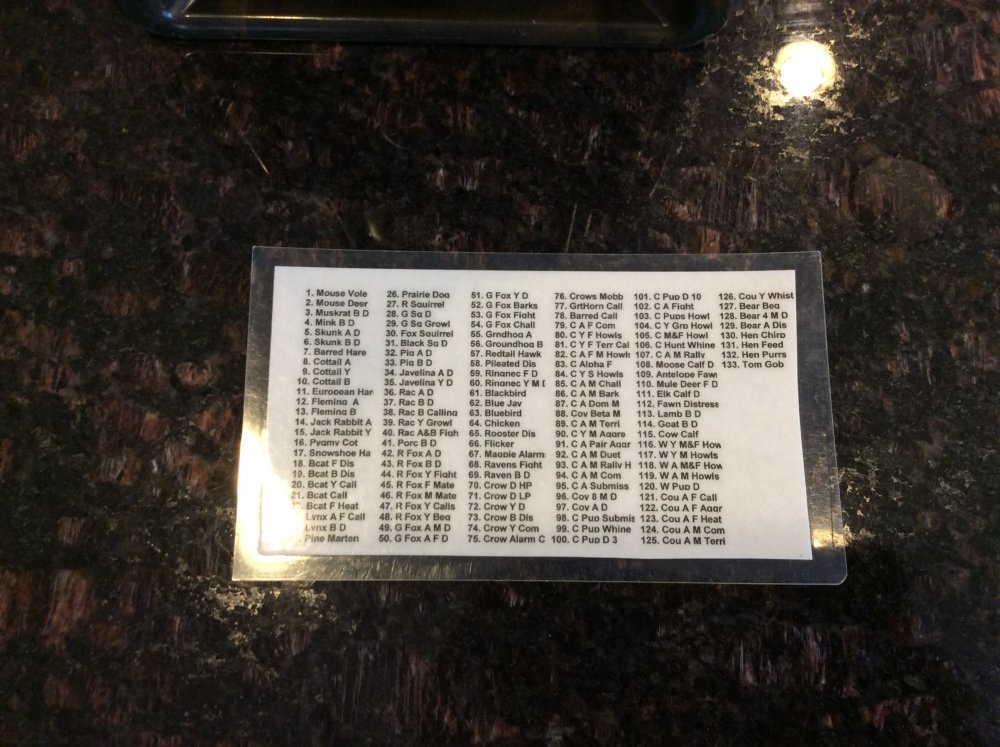 1. Mouse Vole
2. Mouse Deer
3. Muskrat B D
4. Mink B D
5. Skunk A D
6. Skunk B D
7. Barred Hare
8. Cottail A
9. Cottail Y
10. Cottail B
11. European Har
12. Fleming A
13. Fleming B
14. Jack Rabbit A
15. Jack Rabbit Y
16. Pygmy Cot
17. Snowshoe Ha
18. Bcat F Dis
19. Bcat B Dis
20. Bcat Y Call
21. Bcat Call
Bcat F Heat
Lynx A F Call
Lynx B D
Pine Marten
26. Prairie Dog
27. R Squirrel
28. G Sq D
29. G Sq Growl
30. Fox Squirrel
31. Black Sq D
32. Pig A D
33. Pig B D
34. Javelina A D
35. Javelina Y D
36. Rac A D
37. Rac B D
38. Rac B Calling
39. Rac Y Growl
40. Rac A&B Figh
41. Porc B D
42. R Fox A D
43. R Fox B D
44. R Fox Y Fight
45. R Fox F Mate
46. R Fox M Mate
47. R Fox Y Calls
48. R Fox Y Beg
49. G Fox A M D
50. G Fox A F D
51. G Fox Y D
52. G Fox Barks
53. G Fox Fight
54. G Fox Chall
55. Grndhog A
56. Groundhog B
57. Redtail Hawk
58. Pileated Dis
59. Ringnec F D
60. Ringnec Y M
61. Blackbird
62. Blue Jay
63. Bluebird
64. Chicken
65. Rooster Dis
66. Flicker
67. Magpie Alarm
68. Ravens Fight
69. Raven B D
70. Crow D HP
71. Crow D LP
72. Crow Y D
73. Crow B Dis
74. Crow Y Com
75. Crow Alarm C
76. Crows Mobb
77. GrtHorn Call
78. Barred Call
79. C A F Com
80. C Y F Howls
81. C Y F Ter Cal
82. C A F M Howls
83. C Alpha F
84. C Y S Howls
85. C A M Chall
86. C A M Bark
87. C A Dom M
88. Coy Beta M
89. C A M Terri
90. C Y M Aggre
91. C A Pair Aggr
92. C A M Duet
93. C A M Rally H
94. C A M Com
95. C A Submiss
96. Coy 8 M D
97. Coy A D
98. C Pup Submis
99. C Pup Whine
100. C Pup D 3
101. C Pup D 10
102. C A Fight
103. C Pups Howl
104. C Y Grp Howl
105. C M&F Howl
106. C Hunt Whine
107. C A M Rally
108. Moose Calf D
109. Antelope Fawn
110. Mule Deer F D
111. Elk Calf D
112. Fawn Distress
113. Lamb B D
114. Goat B D
115. Cow Calf
116. W Y M&F How
117. W Y M Howls
118. W A M&F How
119. W A M Howls
120. W Pup D
121. Cou A F Call
122. Cou A F Aggr
123. Cou A F Heat
124. Cou A M Com
125. Cou A M Terri
126. Cou Y Whist
127. Bear Beg
128. Bear 4 M D
129. Bear A Dis
130. Hen Chirp
131. Hen Feed
132. Hen Purrs
133. Tom Gob